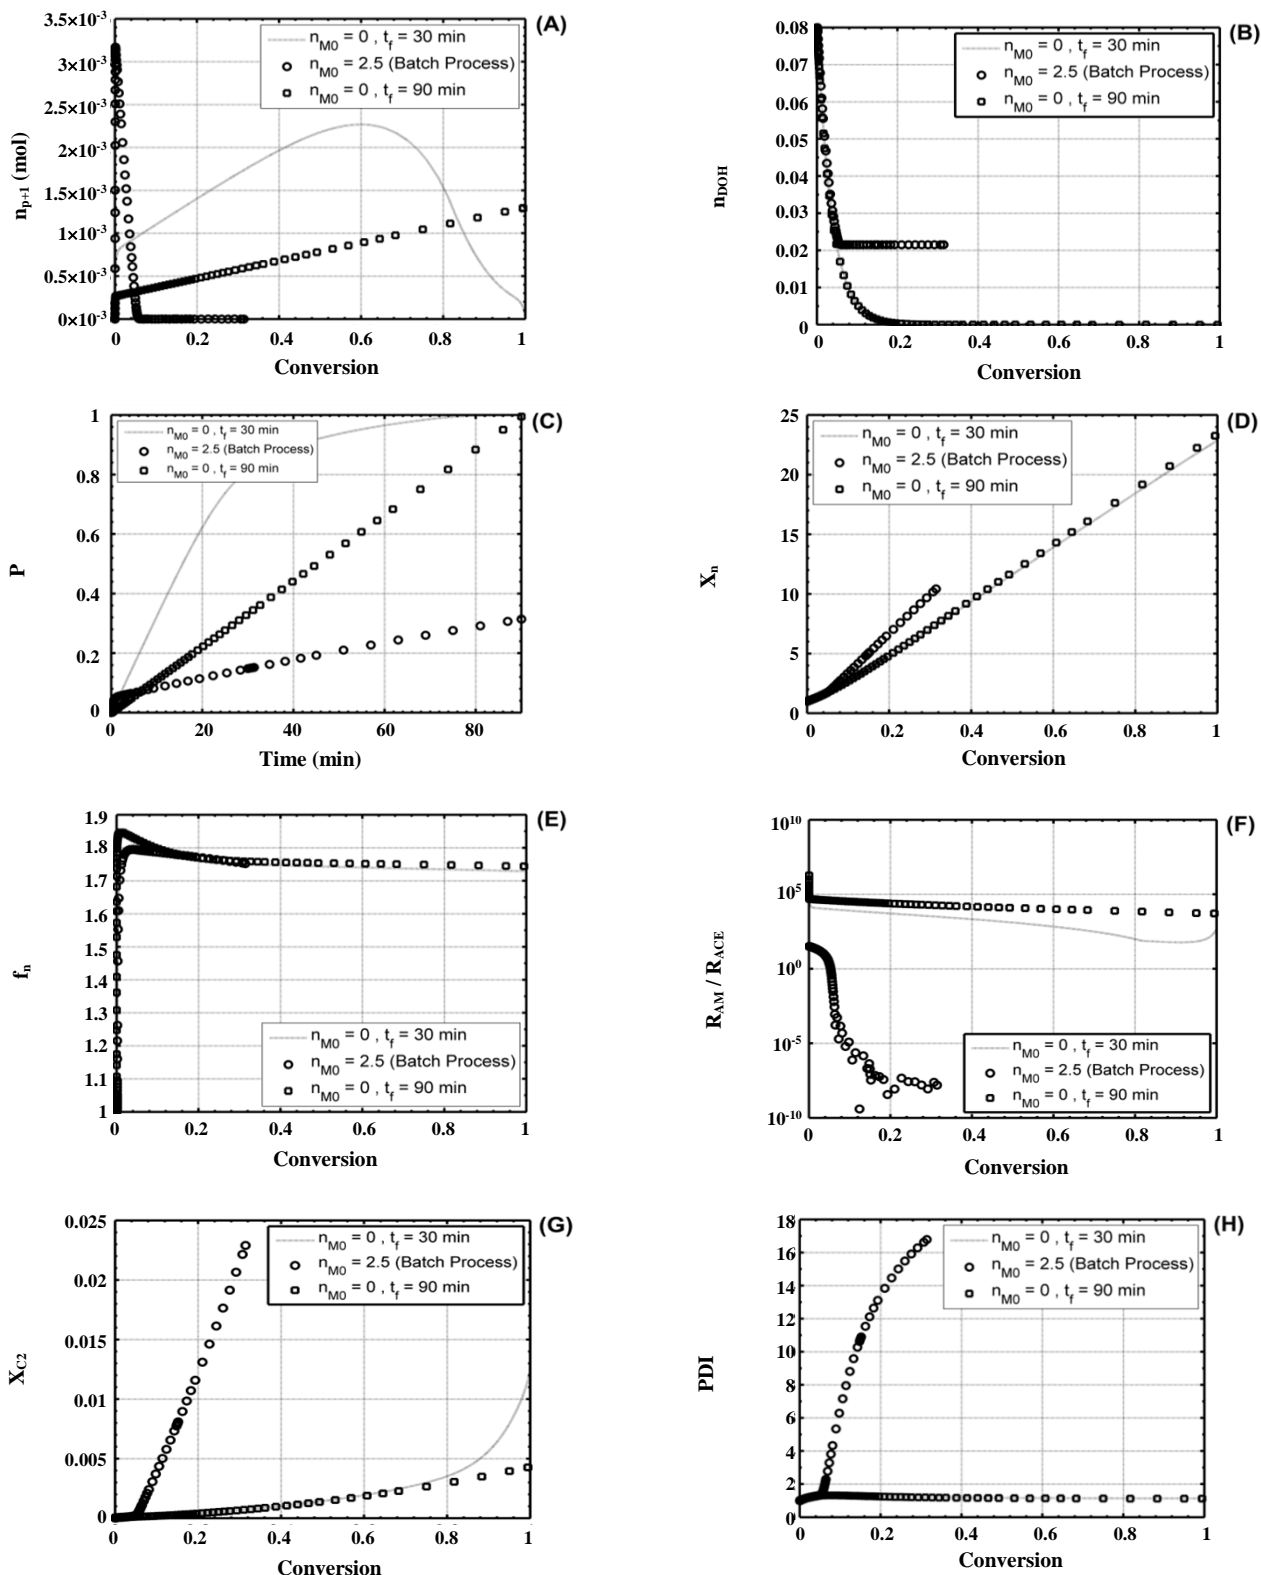 (A)
n_M0 = 0 , t_f = 30 min
n_M0 = 2.5 (Batch Process)
n_M0 = 0 , t_f = 90 min
3.5×10⁻³
3×10⁻³
2.5×10⁻³
2×10⁻³
1.5×10⁻³
1×10⁻³
0.5×10⁻³
0×10⁻³
n_p+1 (mol)
0 0.2 0.4 0.6 0.8 1
Conversion
(B)
n_M0 = 0 , t_f = 30 min
n_M0 = 2.5 (Batch Process)
n_M0 = 0 , t_f = 90 min
0.08
0.07
0.06
0.05
0.04
0.03
0.02
0.01
0
n_DOH
0 0.2 0.4 0.6 0.8 1
Conversion
(C)
n_M0 = 0 , t_f = 30 min
n_M0 = 2.5 (Batch Process)
n_M0 = 0 , t_f = 90 min
1
0.8
0.6
0.4
0.2
0
P
0 20 40 60 80
Time (min)
(D)
n_M0 = 0 , t_f = 30 min
n_M0 = 2.5 (Batch Process)
n_M0 = 0 , t_f = 90 min
25
20
15
10
5
0
X_n
0 0.2 0.4 0.6 0.8 1
Conversion
(E)
1.9
1.8
1.7
1.6
1.5
1.4
1.3
1.2
1.1
1
f_n
n_M0 = 0 , t_f = 30 min
n_M0 = 2.5 (Batch Process)
n_M0 = 0 , t_f = 90 min
0 0.2 0.4 0.6 0.8 1
Conversion
(F)
10¹⁰
10⁵
10⁰
10⁻⁵
10⁻¹⁰
R_AM / R_ACE
n_M0 = 0 , t_f = 30 min
n_M0 = 2.5 (Batch Process)
n_M0 = 0 , t_f = 90 min
0 0.2 0.4 0.6 0.8 1
Conversion
(G)
n_M0 = 0 , t_f = 30 min
n_M0 = 2.5 (Batch Process)
n_M0 = 0 , t_f = 90 min
0.025
0.02
0.015
0.01
0.005
0
X_C2
0 0.2 0.4 0.6 0.8 1
Conversion
(H)
n_M0 = 0 , t_f = 30 min
n_M0 = 2.5 (Batch Process)
n_M0 = 0 , t_f = 90 min
18
16
14
12
10
8
6
4
2
0
PDI
0 0.2 0.4 0.6 0.8 1
Conversion